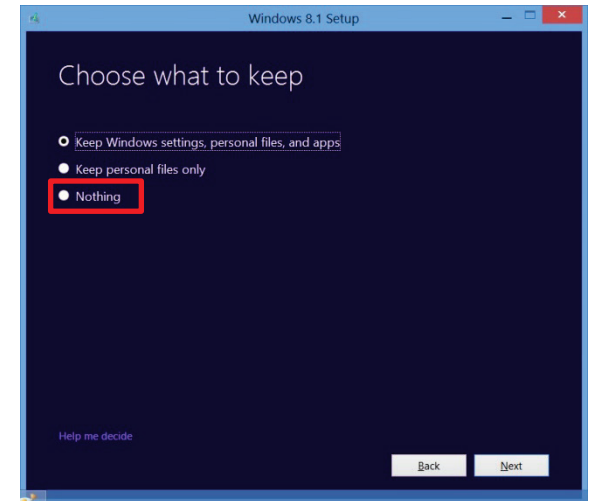 Windows 8.1 Setup
Choose what to keep
Keep Windows settings, personal files, and apps
Keep personal files only
Nothing
Help me decide
Back
Next